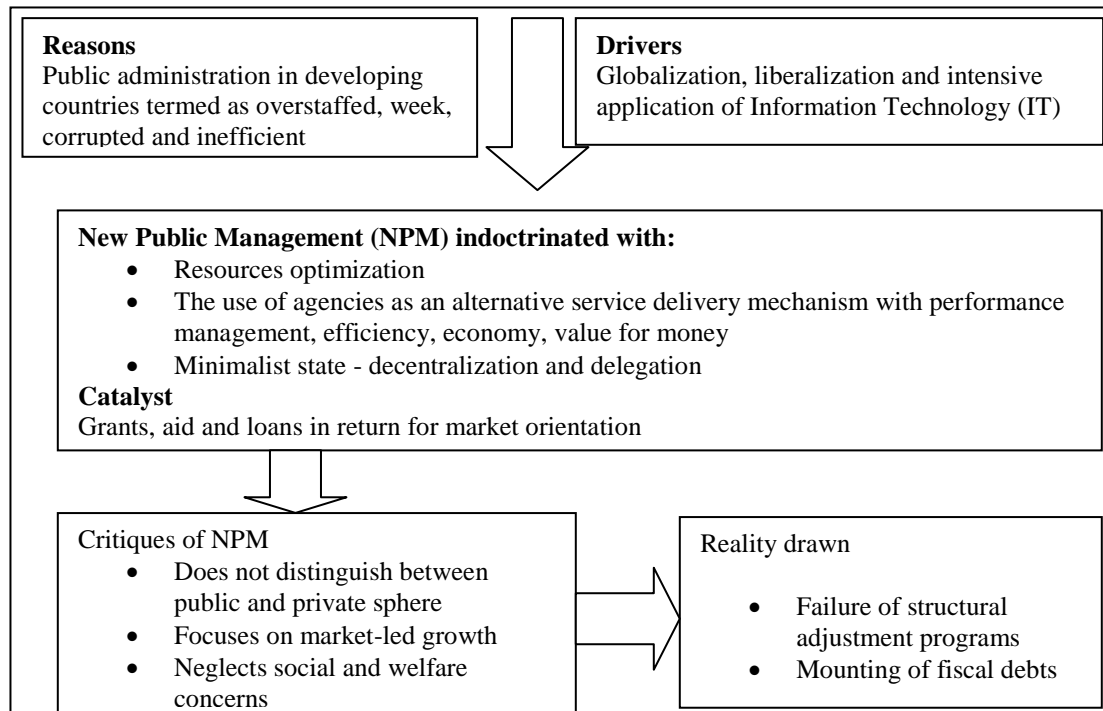 Reasons
Public administration in developing
countries termed as overstaffed, week,
corrupted and inefficient
Drivers
Globalization, liberalization and intensive
application of Information Technology (IT)
New Public Management (NPM) indoctrinated with:
• Resources optimization
• The use of agencies as an alternative service delivery mechanism with performance
management, efficiency, economy, value for money
• Minimalist state - decentralization and delegation
Catalyst
Grants, aid and loans in return for market orientation
Critiques of NPM
• Does not distinguish between
public and private sphere
• Focuses on market-led growth
• Neglects social and welfare
concerns
Reality drawn
• Failure of structural
adjustment programs
• Mounting of fiscal debts